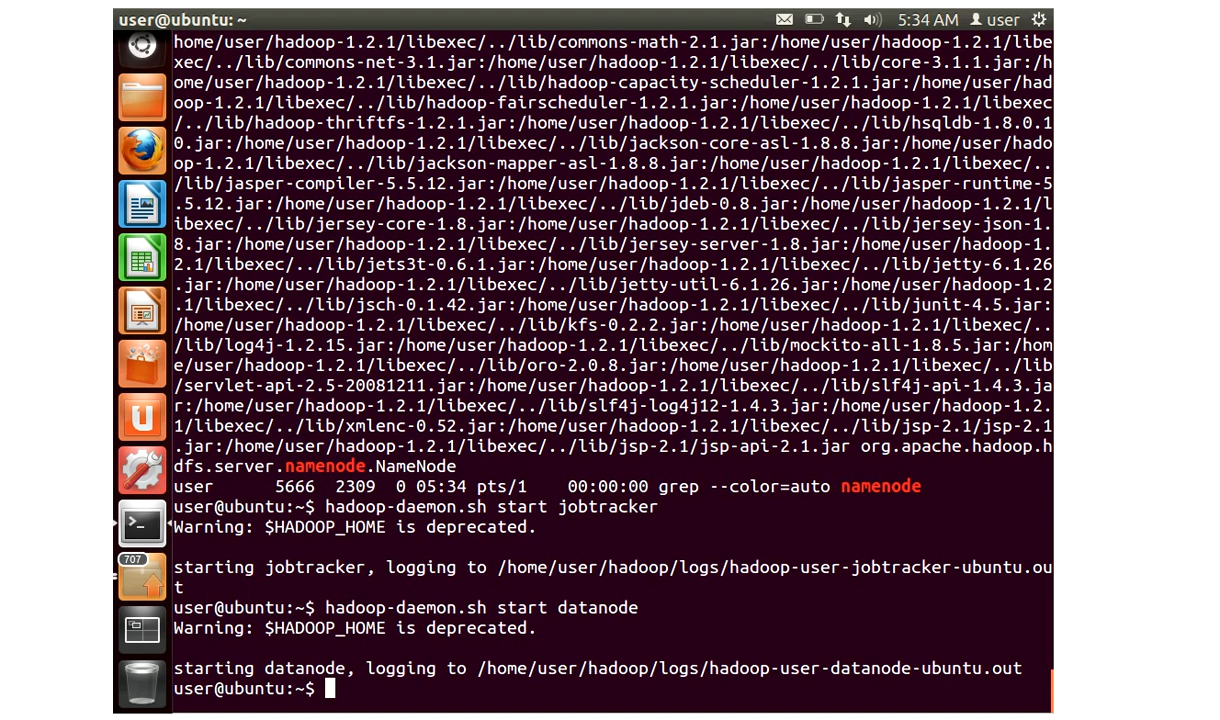 user@ubuntu: ~
5:34 AM user
home/user/hadoop-1.2.1/libexec/../lib/commons-math-2.1.jar:/home/user/hadoop-1.2.1/libe
xec/../lib/commons-net-3.1.jar:/home/user/hadoop-1.2.1/libexec/../lib/core-3.1.1.jar:/h
ome/user/hadoop-1.2.1/libexec/../lib/hadoop-capacity-scheduler-1.2.1.jar:/home/user/had
oop-1.2.1/libexec/../lib/hadoop-fairscheduler-1.2.1.jar:/home/user/hadoop-1.2.1/libexec
/../lib/hadoop-thriftfs-1.2.1.jar:/home/user/hadoop-1.2.1/libexec/../lib/hsqldb-1.8.0.1
0.jar:/home/user/hadoop-1.2.1/libexec/../lib/jackson-core-asl-1.8.8.jar:/home/user/hado
op-1.2.1/libexec/../lib/jackson-mapper-asl-1.8.8.jar:/home/user/hadoop-1.2.1/libexec/..
/lib/jasper-compiler-5.5.12.jar:/home/user/hadoop-1.2.1/libexec/../lib/jasper-runtime-5
.5.12.jar:/home/user/hadoop-1.2.1/libexec/../lib/jdeb-0.8.jar:/home/user/hadoop-1.2.1/l
ibexec/../lib/jersey-core-1.8.jar:/home/user/hadoop-1.2.1/libexec/../lib/jersey-json-1.
8.jar:/home/user/hadoop-1.2.1/libexec/../lib/jersey-server-1.8.jar:/home/user/hadoop-1.
2.1/libexec/../lib/jets3t-0.6.1.jar:/home/user/hadoop-1.2.1/libexec/../lib/jetty-6.1.26
.jar:/home/user/hadoop-1.2.1/libexec/../lib/jetty-util-6.1.26.jar:/home/user/hadoop-1.2
.1/libexec/../lib/jsch-0.1.42.jar:/home/user/hadoop-1.2.1/libexec/../lib/junit-4.5.jar:
/home/user/hadoop-1.2.1/libexec/../lib/kfs-0.2.2.jar:/home/user/hadoop-1.2.1/libexec/..
/lib/log4j-1.2.15.jar:/home/user/hadoop-1.2.1/libexec/../lib/mockito-all-1.8.5.jar:/hom
e/user/hadoop-1.2.1/libexec/../lib/oro-2.0.8.jar:/home/user/hadoop-1.2.1/libexec/../lib
/servlet-api-2.5-20081211.jar:/home/user/hadoop-1.2.1/libexec/../lib/slf4j-api-1.4.3.ja
r:/home/user/hadoop-1.2.1/libexec/../lib/slf4j-log4j12-1.4.3.jar:/home/user/hadoop-1.2.
1/libexec/../lib/xmlenc-0.52.jar:/home/user/hadoop-1.2.1/libexec/../lib/jsp-2.1/jsp-2.1
.jar:/home/user/hadoop-1.2.1/libexec/../lib/jsp-2.1/jsp-api-2.1.jar org.apache.hadoop.h
dfs.server.namenode.NameNode
user 5666 2309 0 05:34 pts/1 00:00:00 grep --color=auto namenode
user@ubuntu:~$ hadoop-daemon.sh start jobtracker
Warning: $HADOOP_HOME is deprecated.
starting jobtracker, logging to /home/user/hadoop/logs/hadoop-user-jobtracker-ubuntu.ou
t
707
user@ubuntu:~$ hadoop-daemon.sh start datanode
Warning: $HADOOP_HOME is deprecated.
starting datanode, logging to /home/user/hadoop/logs/hadoop-user-datanode-ubuntu.out
user@ubuntu:~$